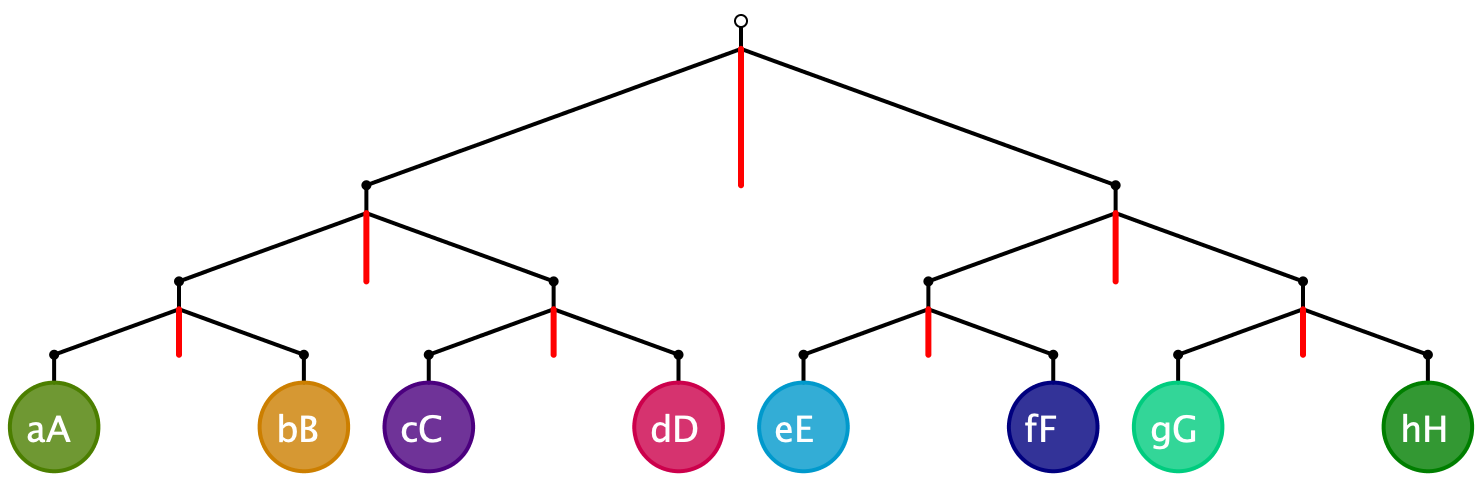 aA bB cC dD eE fF gG hH